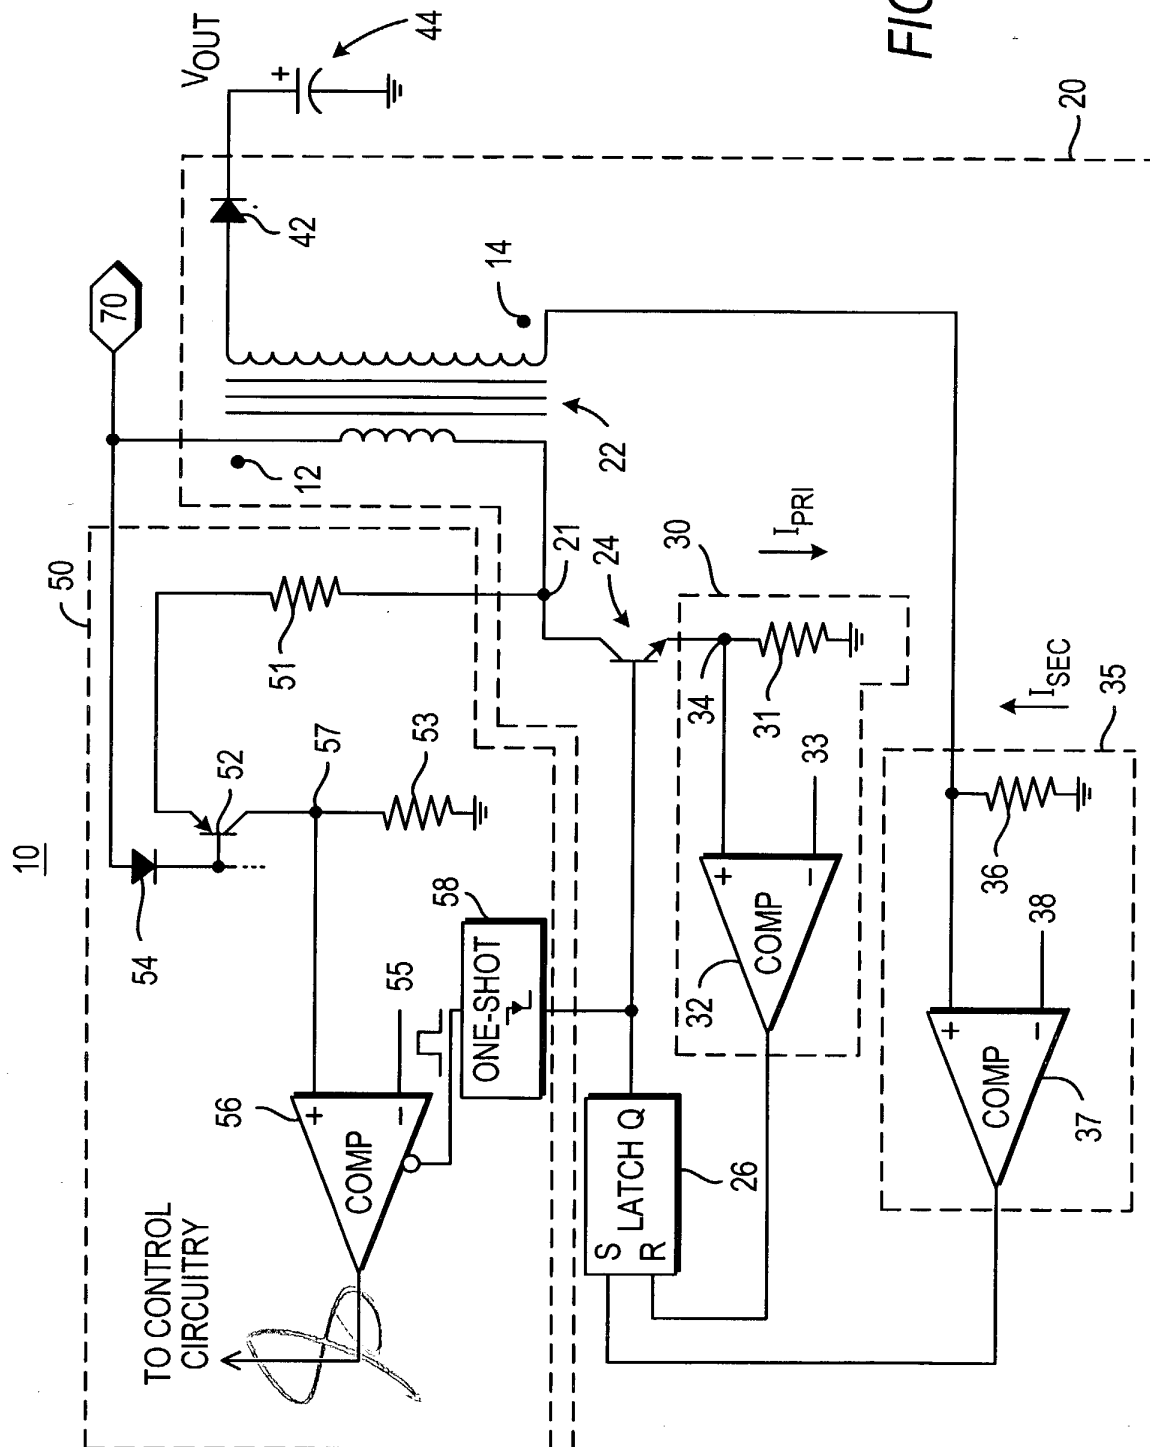 10
50
54
52
57
53
51
55
56
+
−
COMP
58
ONE-SHOT
TO CONTROL
CIRCUITRY
70
VOUT
+
44
42
14
12
22
20
21
24
30
IPRI
34
31
33
32
+
−
COMP
S
R
LATCH Q
26
ISEC
35
36
38
+
−
COMP
37
FIG